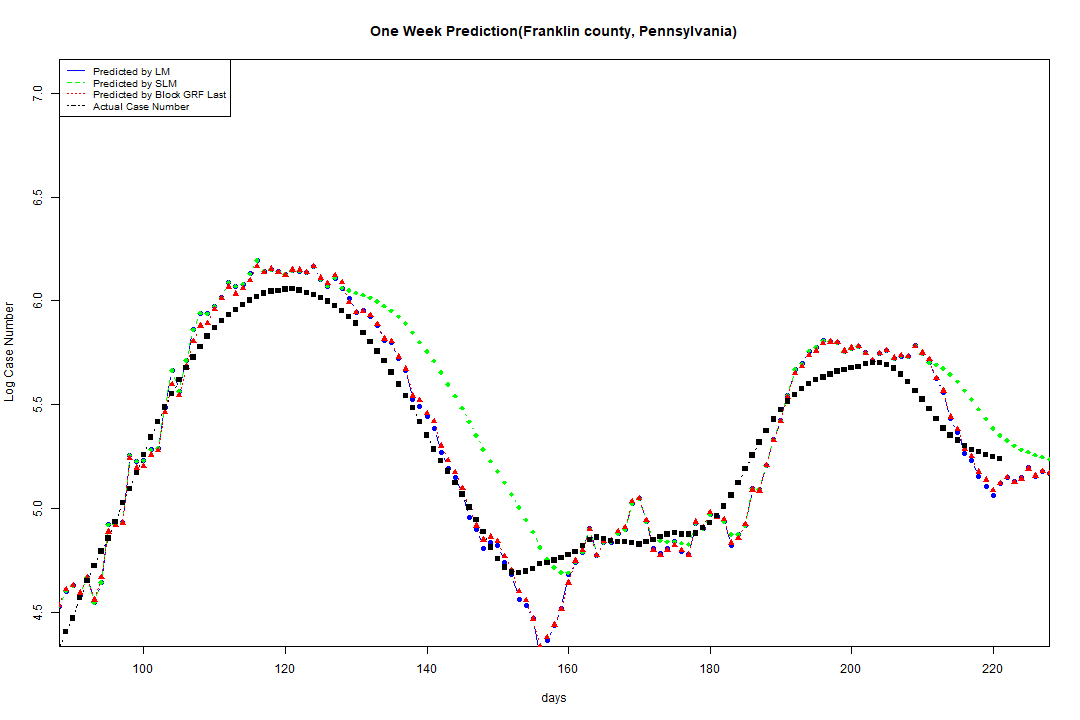 One Week Prediction(Franklin county, Pennsylvania)
Predicted by LM
Predicted by SLM
Predicted by Block GRF Last
Actual Case Number
7.0
6.5
6.0
5.5
5.0
4.5
Log Case Number
100 120 140 160 180 200 220
days